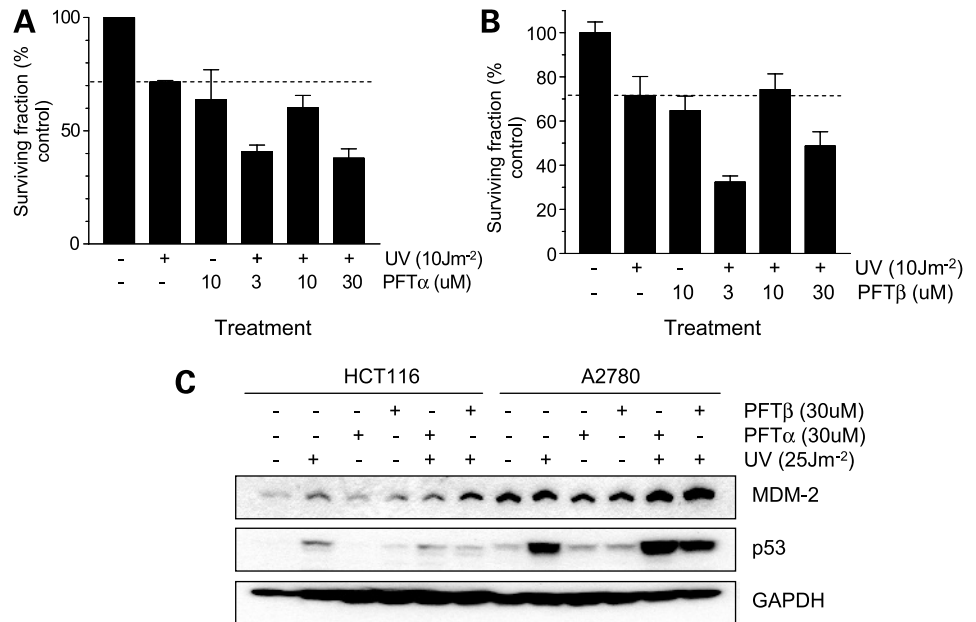 A
Surviving fraction (% control)
100
50
0
- + - + + + UV (10Jm⁻²)
- - 10 3 10 30 PFTα (uM)
Treatment
B
Surviving fraction (% control)
100
80
60
40
20
0
- + - + + + UV (10Jm⁻²)
- - 10 3 10 30 PFTβ (uM)
Treatment
C
HCT116 A2780
- - - + - + - - - + - + PFTβ (30uM)
- - + - + - - - + - + - PFTα (30uM)
- + - - + + - + - - + + UV (25Jm⁻²)
MDM-2
p53
GAPDH